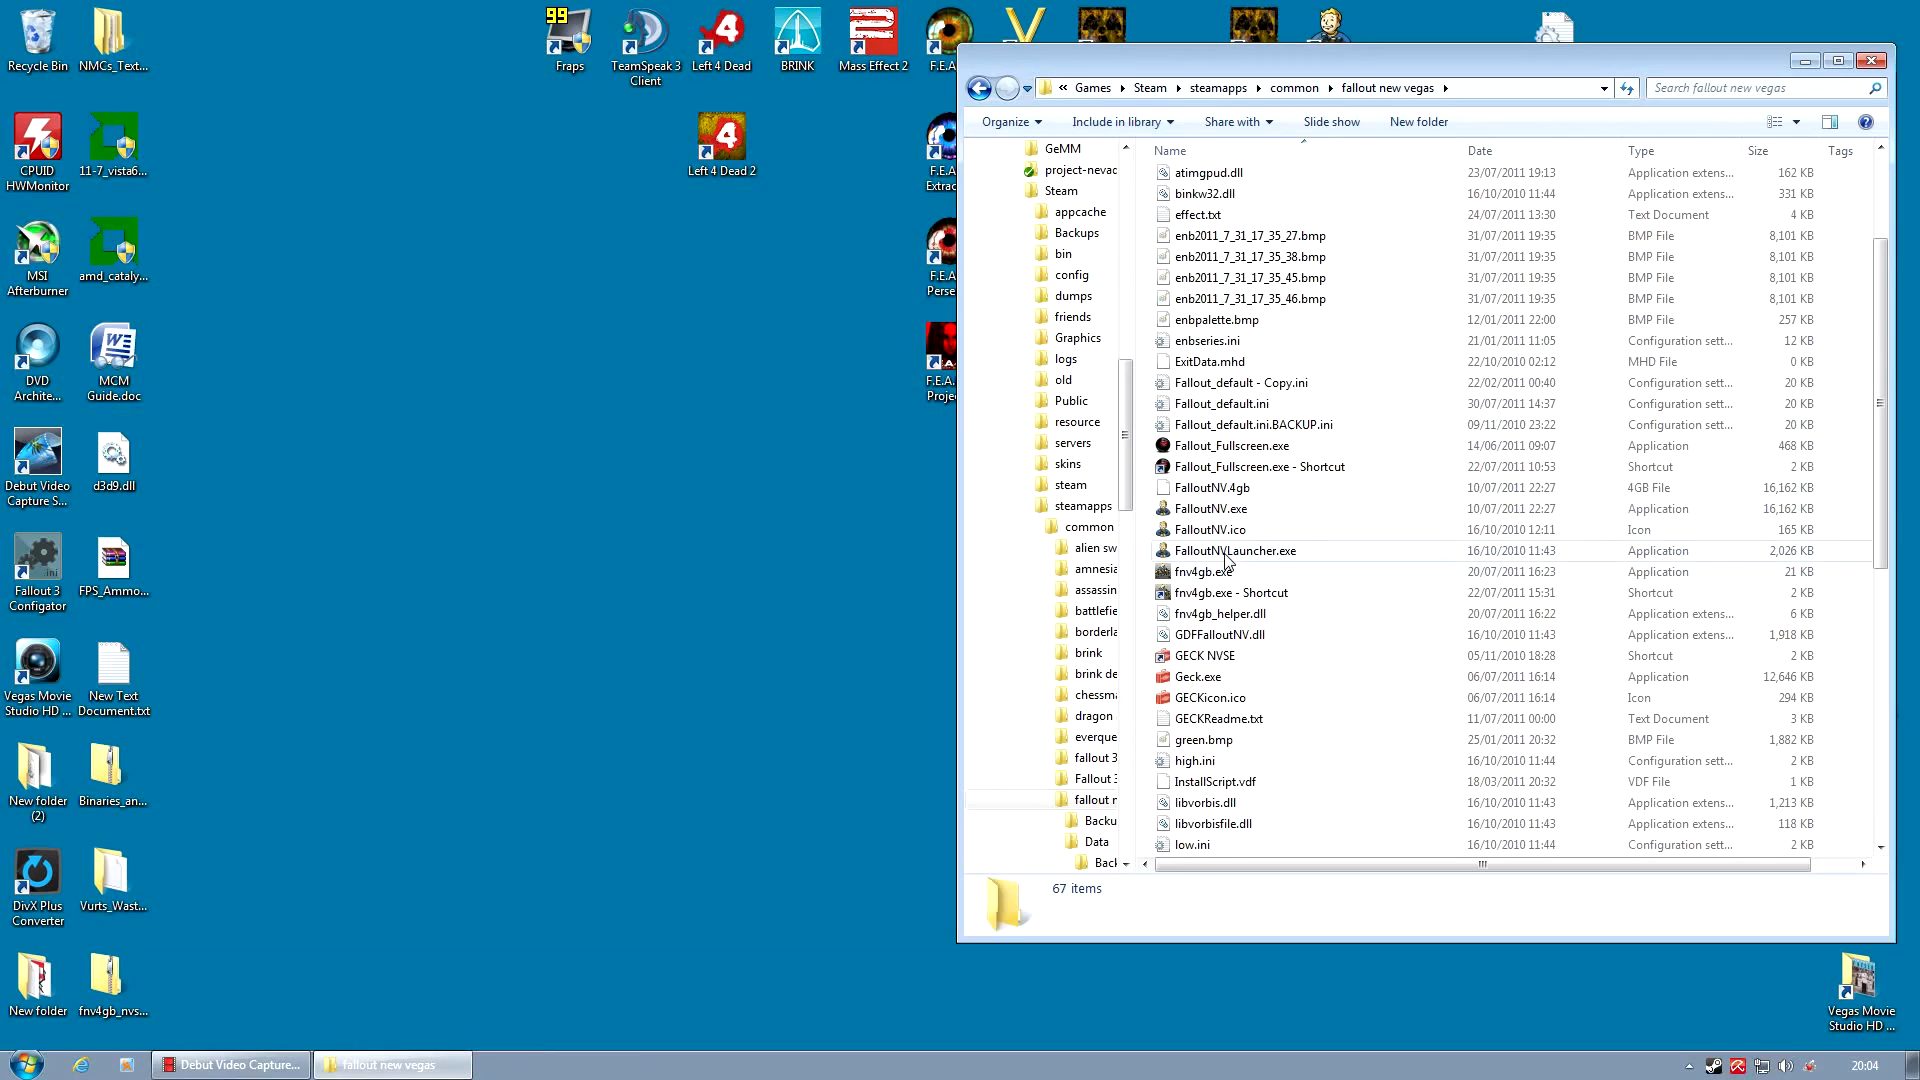 Recycle Bin
NMCs_Text...
99
Fraps
TeamSpeak 3
Client
Left 4 Dead
BRINK
Mass Effect 2
F.E.A.
CPUID
HWMonitor
11-7_vista6...
Left 4 Dead 2
F.E.A.
Extrac
MSI
Afterburner
amd_cataly...
F.E.A.
Perse
DVD
Archite...
MCM
Guide.doc
F.E.A.
Projec
Debut Video
Capture S...
d3d9.dll
Fallout 3
Configator
FPS_Ammo...
Vegas Movie
Studio HD ...
New Text
Document.txt
New folder
(2)
Binaries_an...
DivX Plus
Converter
Vurts_Wast...
New folder
fnv4gb_nvs...
Vegas Movie
Studio HD ...
« Games Steam steamapps common fallout new vegas
Search fallout new vegas
Organize Include in library Share with Slide show New folder
GeMM
project-nevad
Steam
appcache
Backups
bin
config
dumps
friends
Graphics
logs
old
Public
resource
servers
skins
steam
steamapps
common
alien sw
amnesia
assassin
battlefie
borderla
brink
brink de
chessma
dragon
everque
fallout 3
Fallout 3
fallout n
Backu
Data
Back
Name Date Type Size Tags
atimgpud.dll 23/07/2011 19:13 Application extens... 162 KB
binkw32.dll 16/10/2010 11:44 Application extens... 331 KB
effect.txt 24/07/2011 13:30 Text Document 4 KB
enb2011_7_31_17_35_27.bmp 31/07/2011 19:35 BMP File 8,101 KB
enb2011_7_31_17_35_38.bmp 31/07/2011 19:35 BMP File 8,101 KB
enb2011_7_31_17_35_45.bmp 31/07/2011 19:35 BMP File 8,101 KB
enb2011_7_31_17_35_46.bmp 31/07/2011 19:35 BMP File 8,101 KB
enbpalette.bmp 12/01/2011 22:00 BMP File 257 KB
enbseries.ini 21/01/2011 11:05 Configuration sett... 12 KB
ExitData.mhd 22/10/2010 02:12 MHD File 0 KB
Fallout_default - Copy.ini 22/02/2011 00:40 Configuration sett... 20 KB
Fallout_default.ini 30/07/2011 14:37 Configuration sett... 20 KB
Fallout_default.ini.BACKUP.ini 09/11/2010 23:22 Configuration sett... 20 KB
Fallout_Fullscreen.exe 14/06/2011 09:07 Application 468 KB
Fallout_Fullscreen.exe - Shortcut 22/07/2011 10:53 Shortcut 2 KB
FalloutNV.4gb 10/07/2011 22:27 4GB File 16,162 KB
FalloutNV.exe 10/07/2011 22:27 Application 16,162 KB
FalloutNV.ico 16/10/2010 12:11 Icon 165 KB
FalloutNVLauncher.exe 16/10/2010 11:43 Application 2,026 KB
fnv4gb.exe 20/07/2011 16:23 Application 21 KB
fnv4gb.exe - Shortcut 22/07/2011 15:31 Shortcut 2 KB
fnv4gb_helper.dll 20/07/2011 16:22 Application extens... 6 KB
GDFFalloutNV.dll 16/10/2010 11:43 Application extens... 1,918 KB
GECK NVSE 05/11/2010 18:28 Shortcut 2 KB
Geck.exe 06/07/2011 16:14 Application 12,646 KB
GECKicon.ico 06/07/2011 16:14 Icon 294 KB
GECKReadme.txt 11/07/2011 00:00 Text Document 3 KB
green.bmp 25/01/2011 20:32 BMP File 1,882 KB
high.ini 16/10/2010 11:44 Configuration sett... 2 KB
InstallScript.vdf 18/03/2011 20:32 VDF File 1 KB
libvorbis.dll 16/10/2010 11:43 Application extens... 1,213 KB
libvorbisfile.dll 16/10/2010 11:43 Application extens... 118 KB
low.ini 16/10/2010 11:44 Configuration sett... 2 KB
67 items
Debut Video Capture...
fallout new vegas
20:04